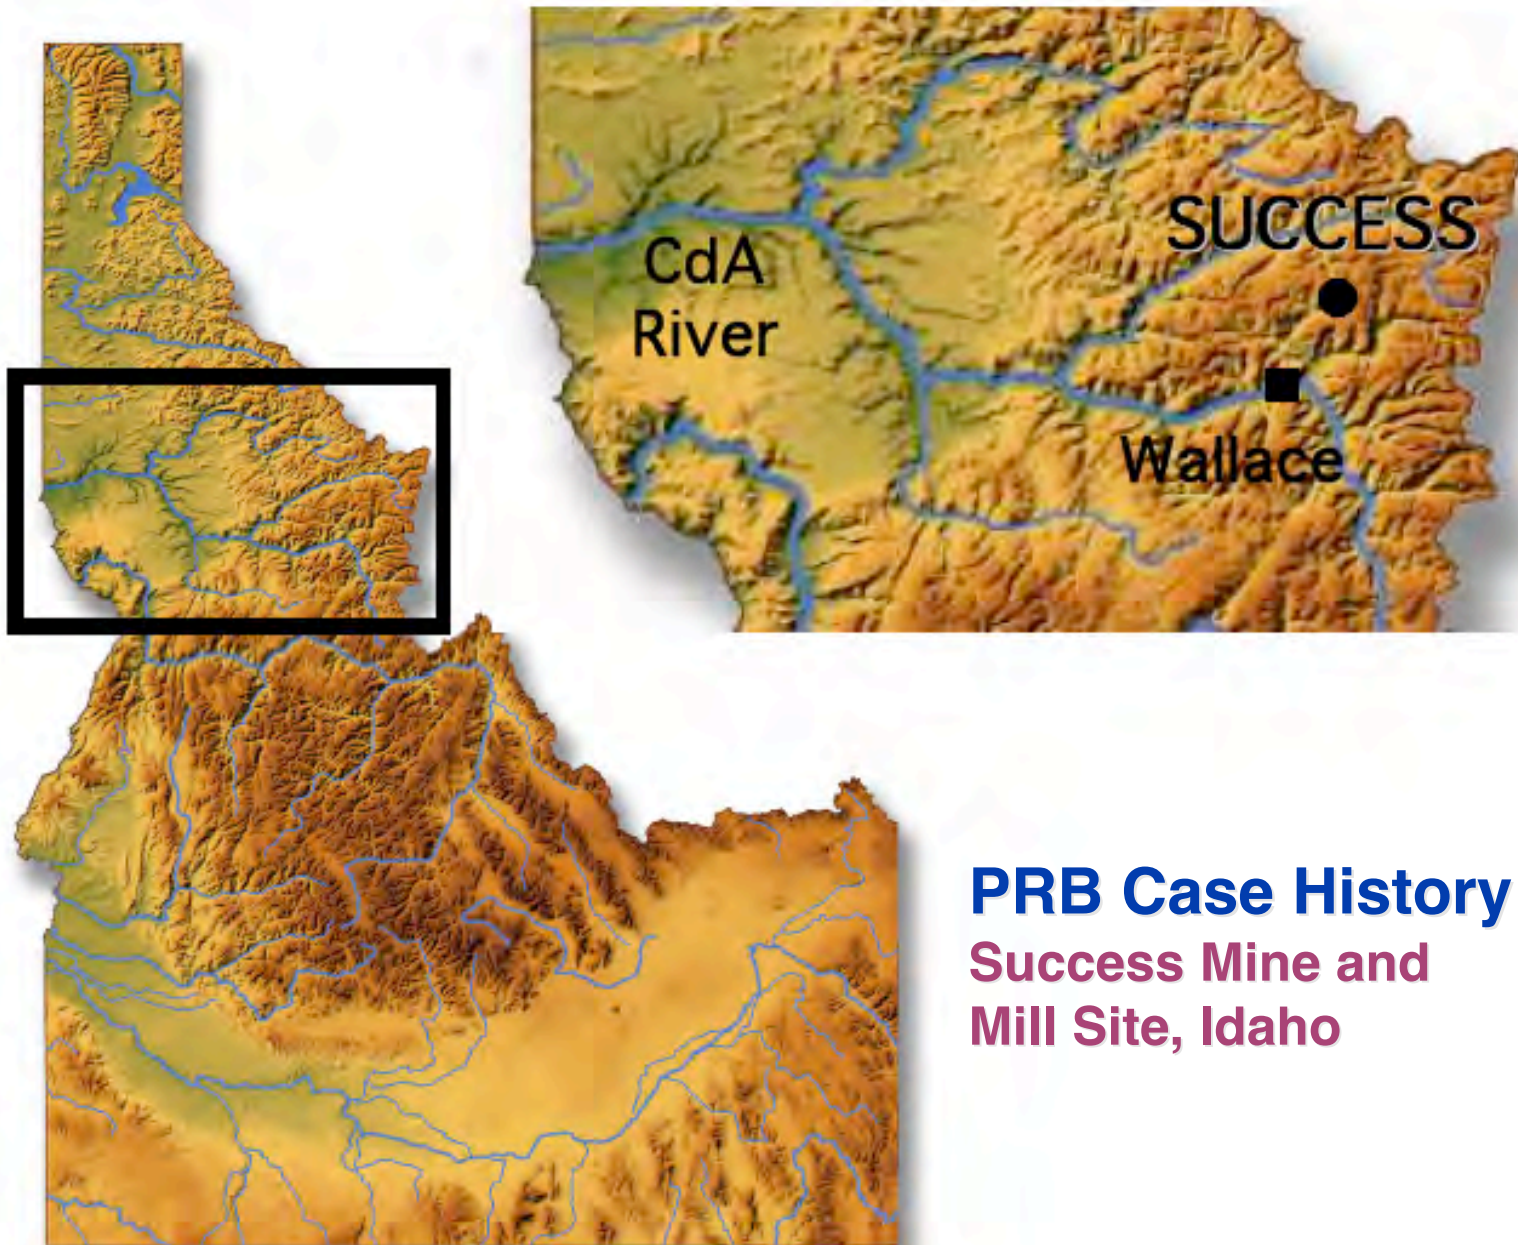 SUCCESS
CdA
River
Wallace
PRB Case History
Success Mine and
Mill Site, Idaho